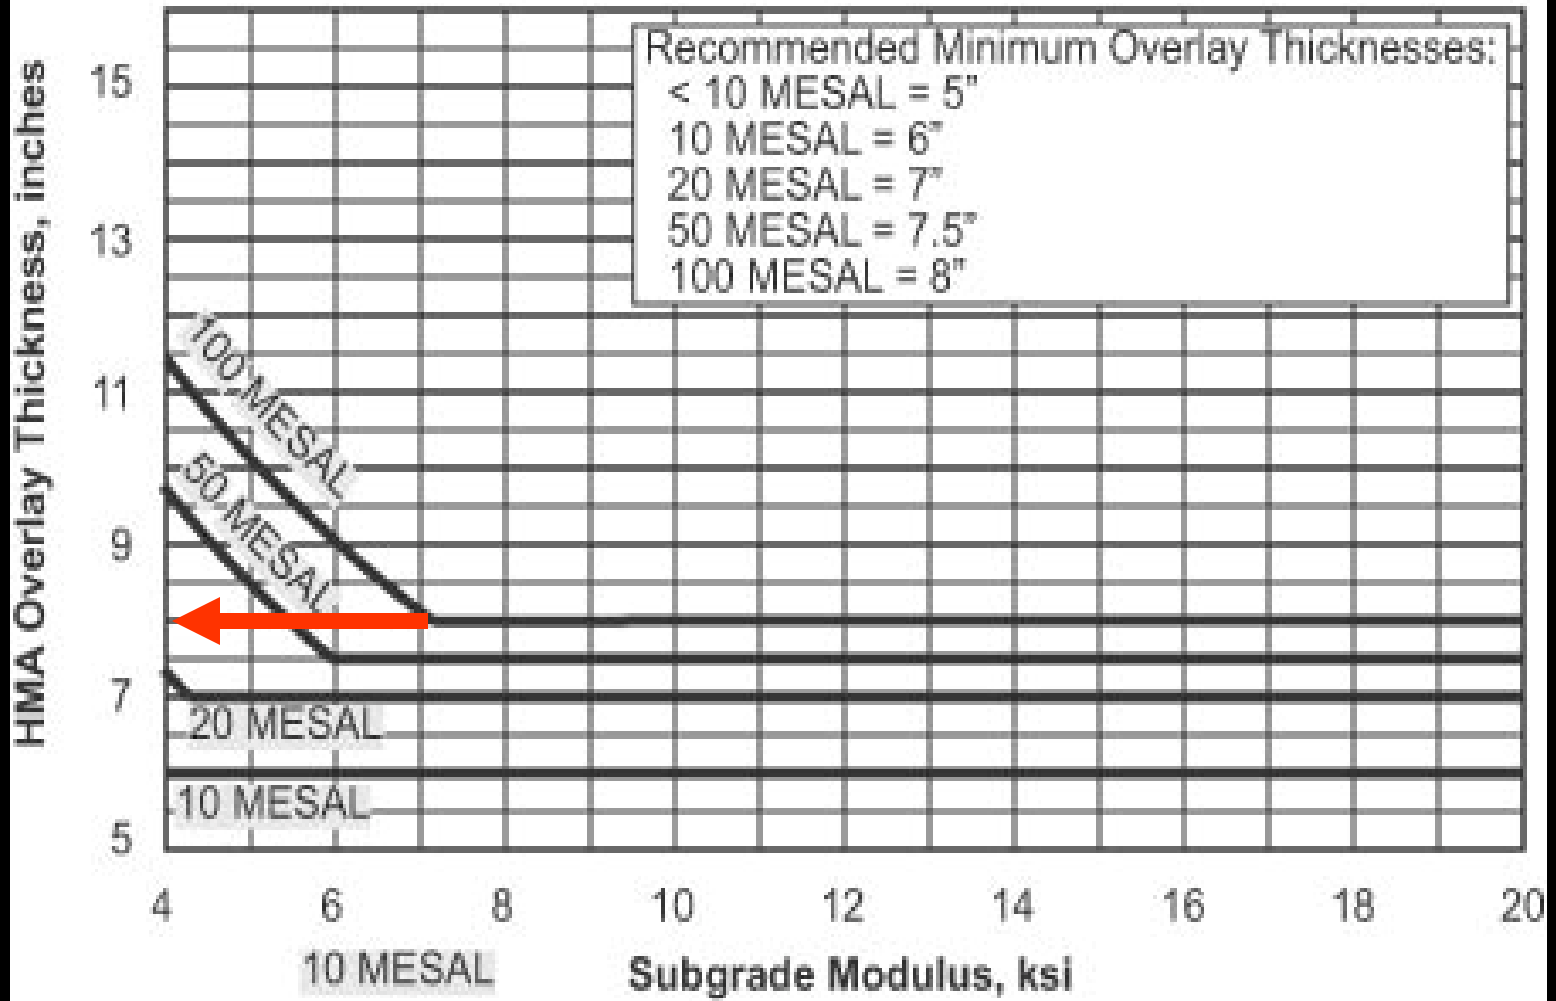 HMA Overlay Thickness, inches
15
13
11
9
7
5
Recommended Minimum Overlay Thicknesses:
< 10 MESAL = 5"
10 MESAL = 6"
20 MESAL = 7"
50 MESAL = 7.5"
100 MESAL = 8"
100 MESAL
50 MESAL
20 MESAL
10 MESAL
4 6 8 10 12 14 16 18 20
10 MESAL
Subgrade Modulus, ksi